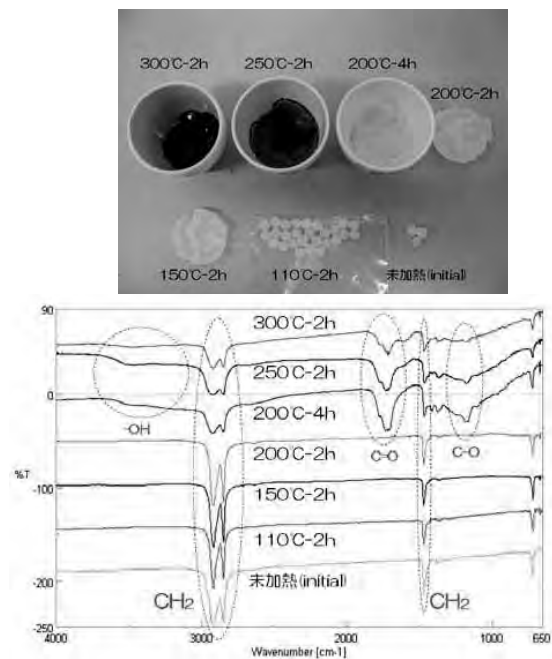 300℃-2h 250℃-2h 200℃-4h
200℃-2h
150℃-2h 110℃-2h 未加熱(initial)
90
300℃-2h
250℃-2h
0
-OH
200℃-4h
200℃-2h
C-O C-O
%T
-100
150℃-2h
110℃-2h
-200
未加熱(initial)
CH2 CH2
-250
4000 3000 2000 1000 650
Wavenumber [cm-1]